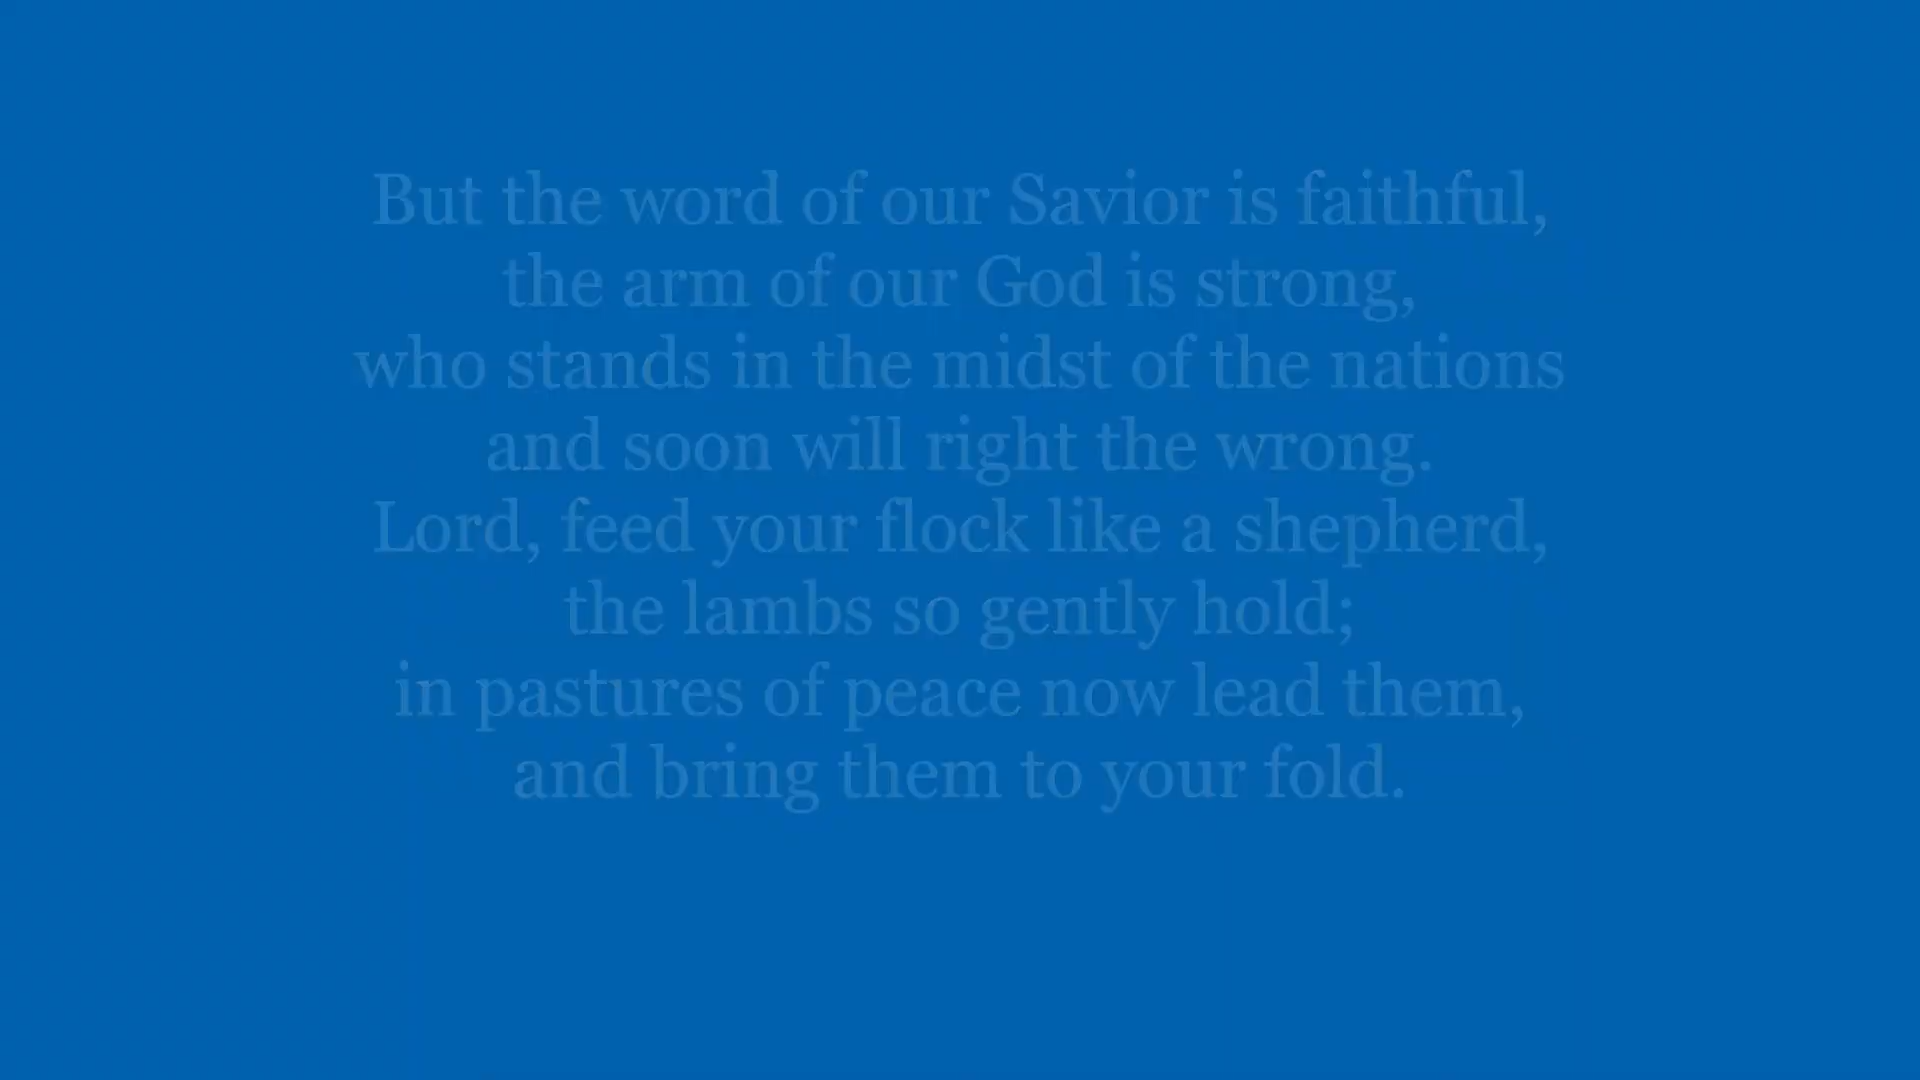 But the word of our Savior is faithful,
the arm of our God is strong,
who stands in the midst of the nations
and soon will right the wrong.
Lord, feed your flock like a shepherd,
the lambs so gently hold;
in pastures of peace now lead them,
and bring them to your fold.